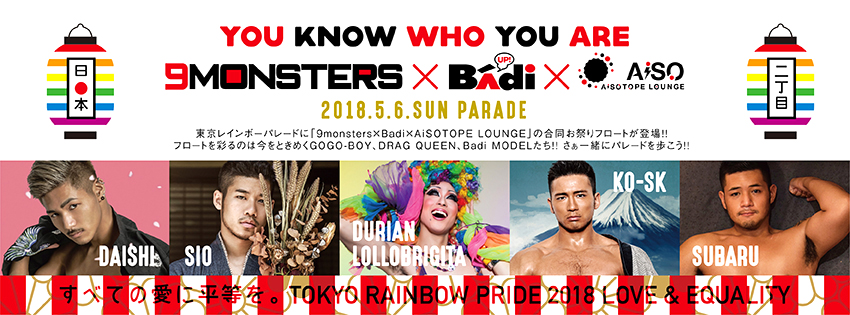 YOU KNOW WHO YOU ARE
日●本
9MONSTERS × Bádi UP! × AiSO AiSOTOPE LOUNGE
二丁目
2018.5.6.SUN PARADE
東京レインボーパレードに「9monsters×Badi×AiSOTOPE LOUNGE」の合同お祭りフロートが登場!!
フロートを彩るのは今をときめくGOGO-BOY、DRAG QUEEN、Badi MODELたち!! さぁ一緒にパレードを歩こう!!
DAISHI
SIO
DURIAN
LOLLOBRIGIDA
KO-SK
SUBARU
すべての愛に平等を。TOKYO RAINBOW PRIDE 2018 LOVE & EQUALITY